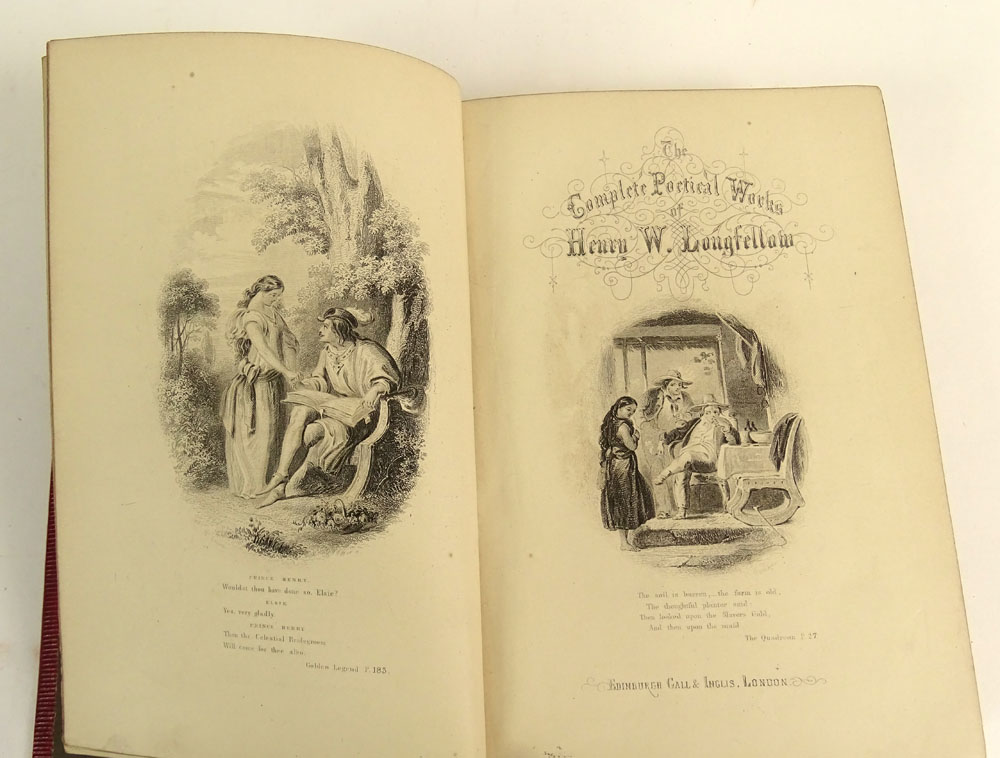 PRINCE HENRY.
Wouldst thou have done so, Elsie?
ELSIE.
Yes, very gladly.
PRINCE HENRY.
Then the Celestial Bridegroom,
Will come for thee also.
Golden Legend P. 185.
The
Complete Poetical Works
of
Henry W. Longfellow
The soil is barren,_ the farm is old,
The thoughtful planter said:
Then looked upon the Slavers Gold,
And then upon the maid.
The Quadroon P. 27
EDINBURGH GALL & INGLIS, LONDON